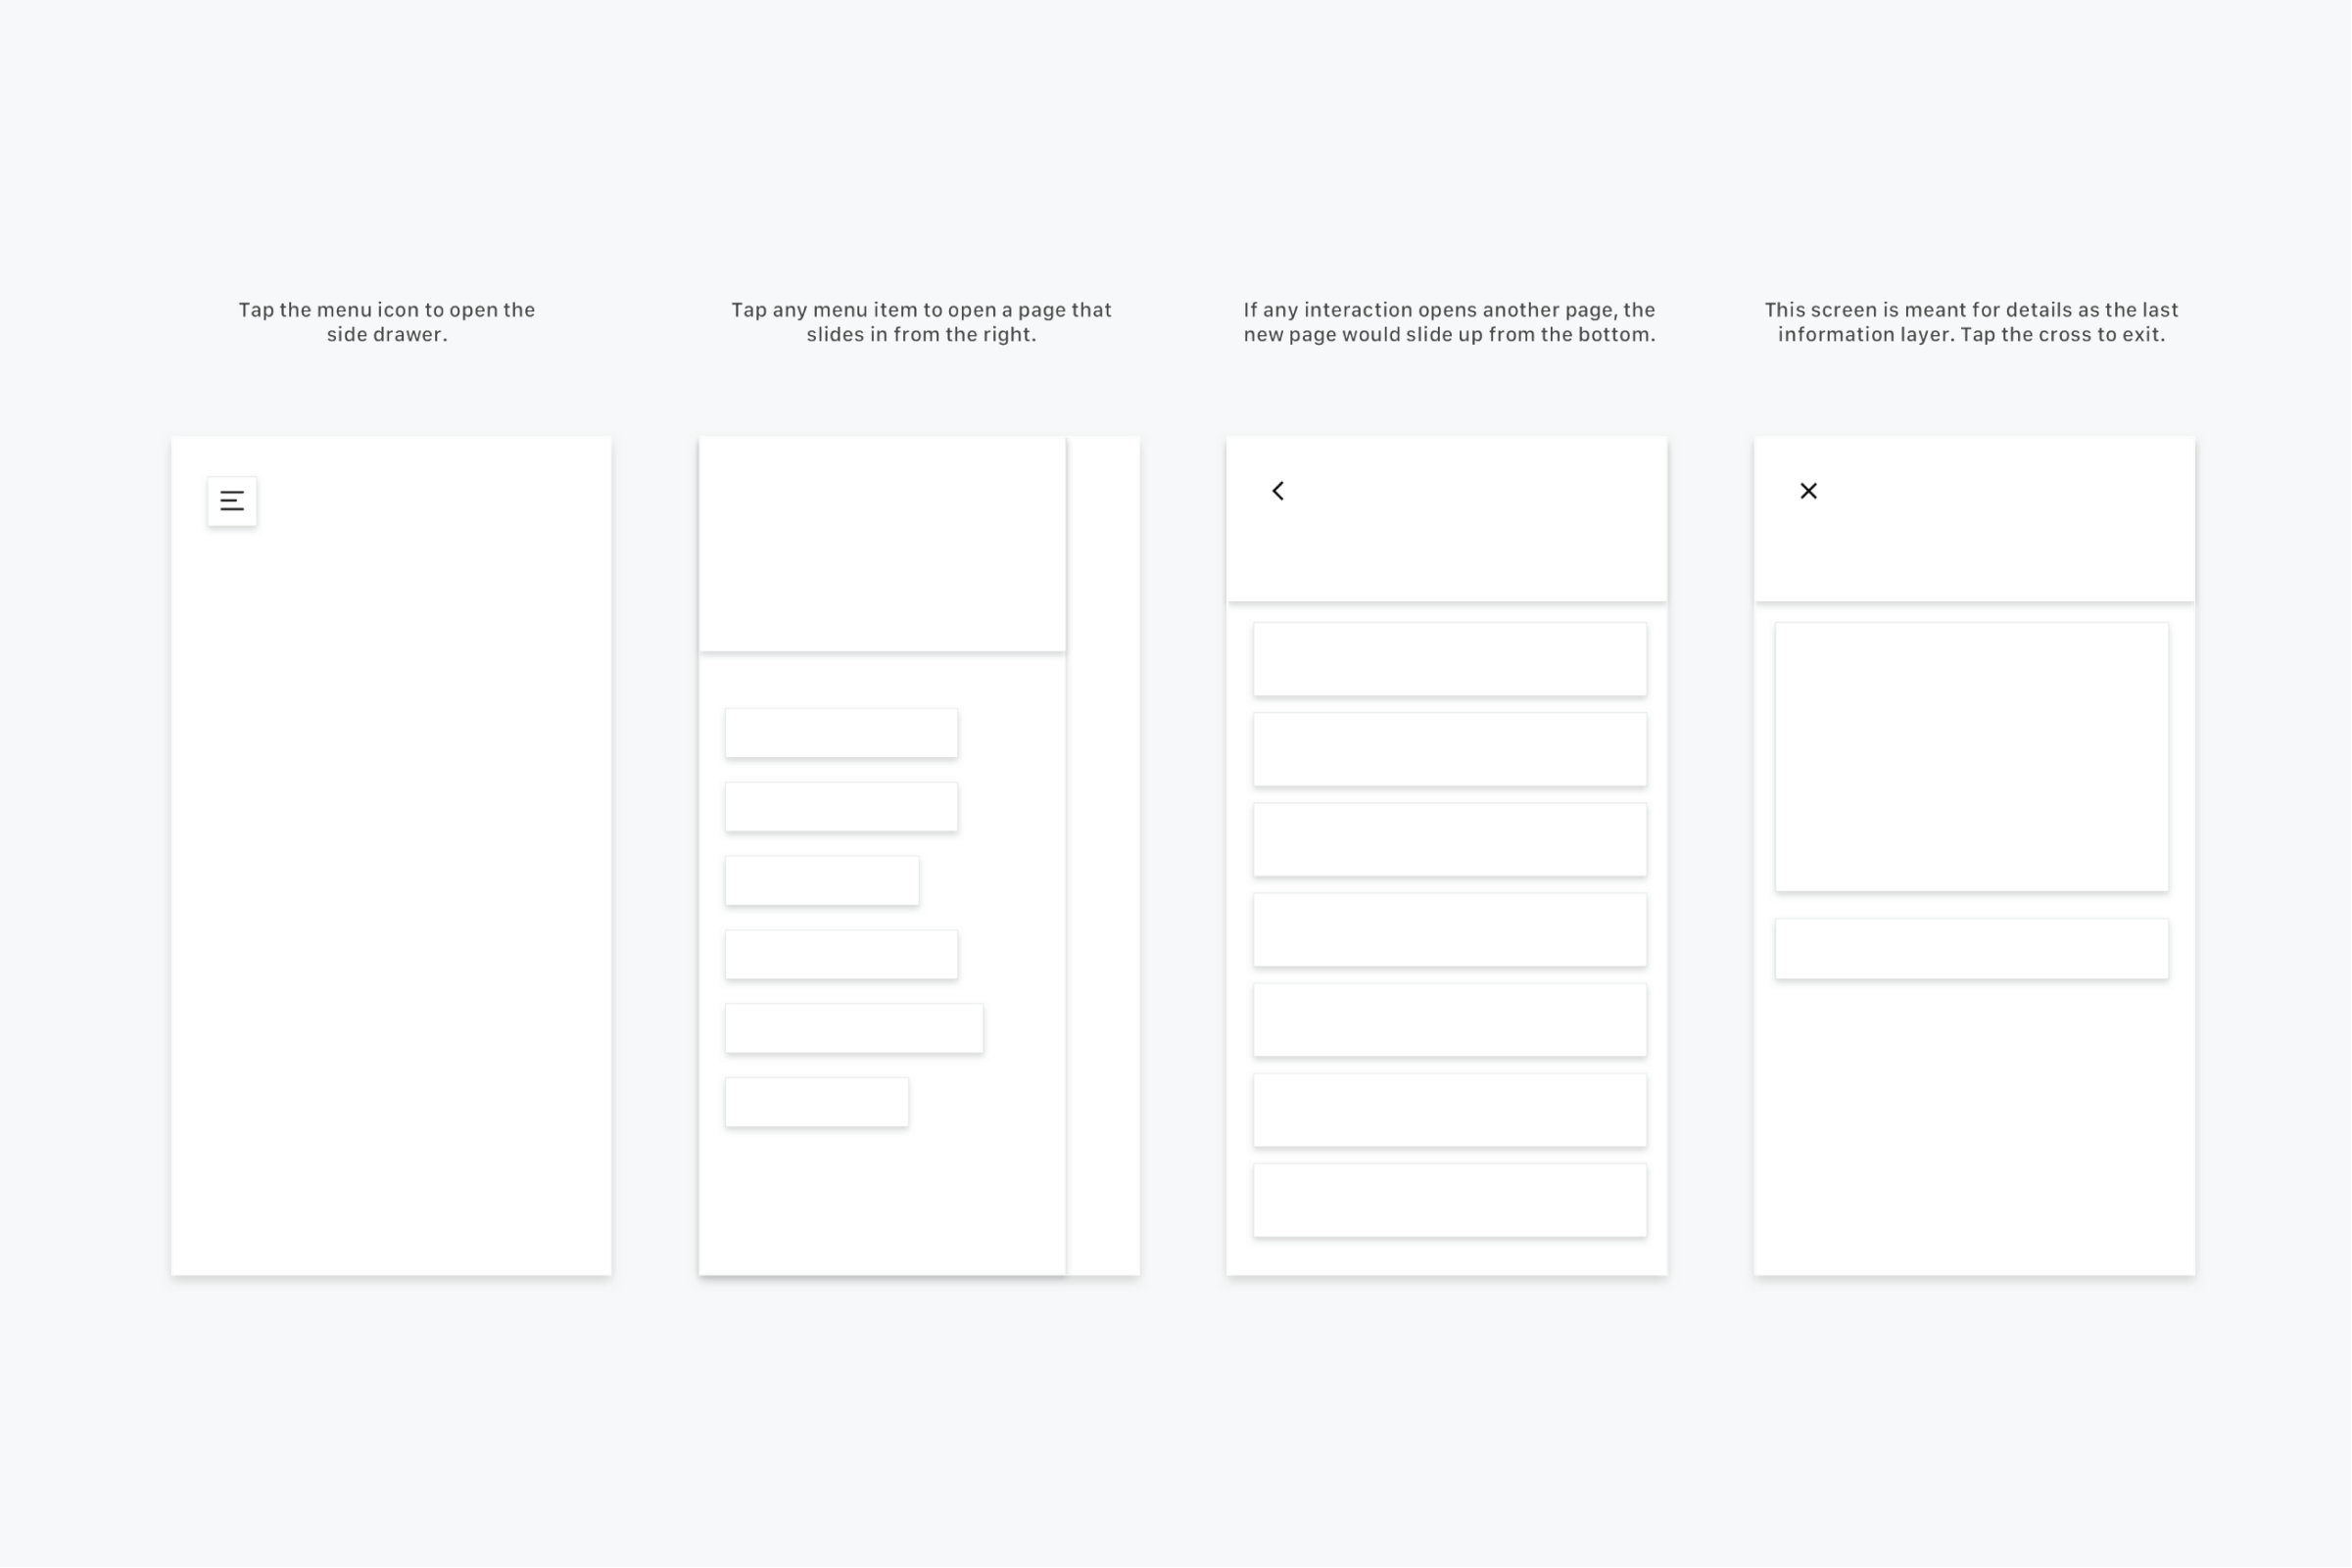 Tap the menu icon to open the
side drawer.
Tap any menu item to open a page that
slides in from the right.
If any interaction opens another page, the
new page would slide up from the bottom.
This screen is meant for details as the last
information layer. Tap the cross to exit.